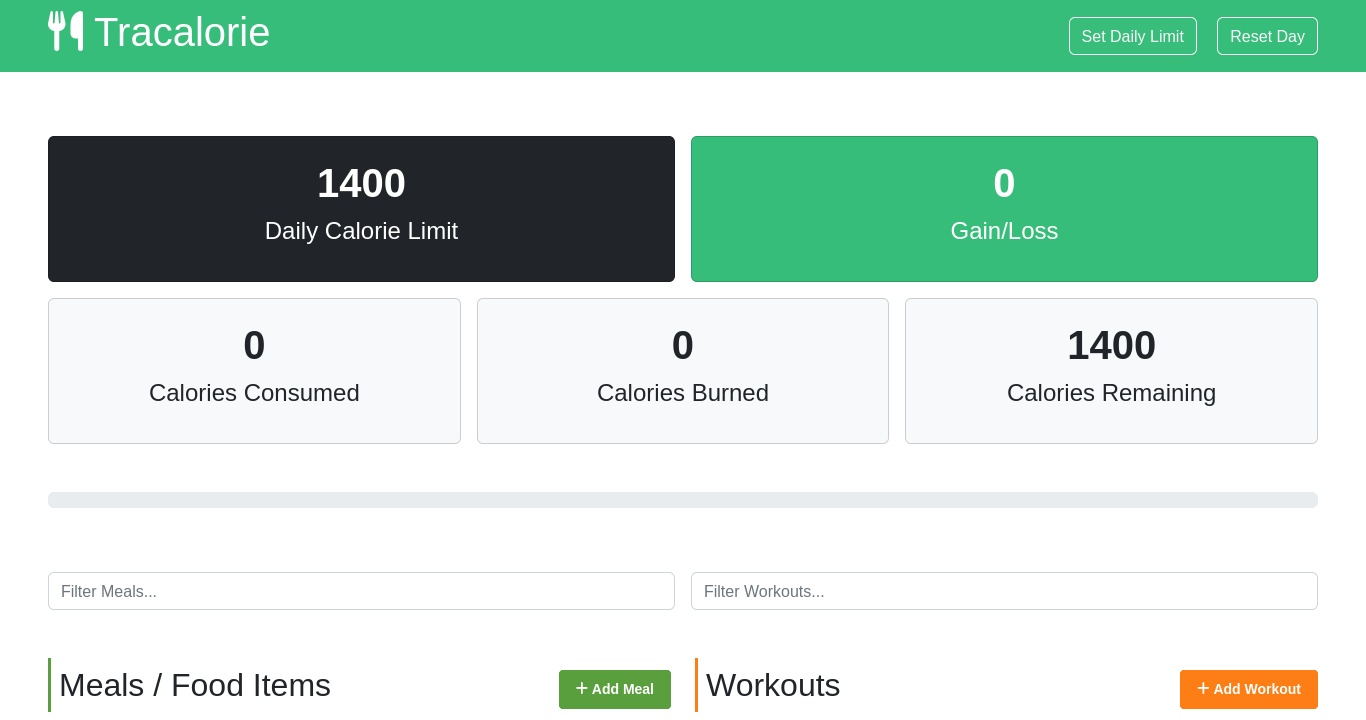 Tracalorie
Set Daily Limit
Reset Day
1400
Daily Calorie Limit
0
Gain/Loss
0
Calories Consumed
0
Calories Burned
1400
Calories Remaining
Filter Meals...
Filter Workouts...
Meals / Food Items
+ Add Meal
Workouts
+ Add Workout